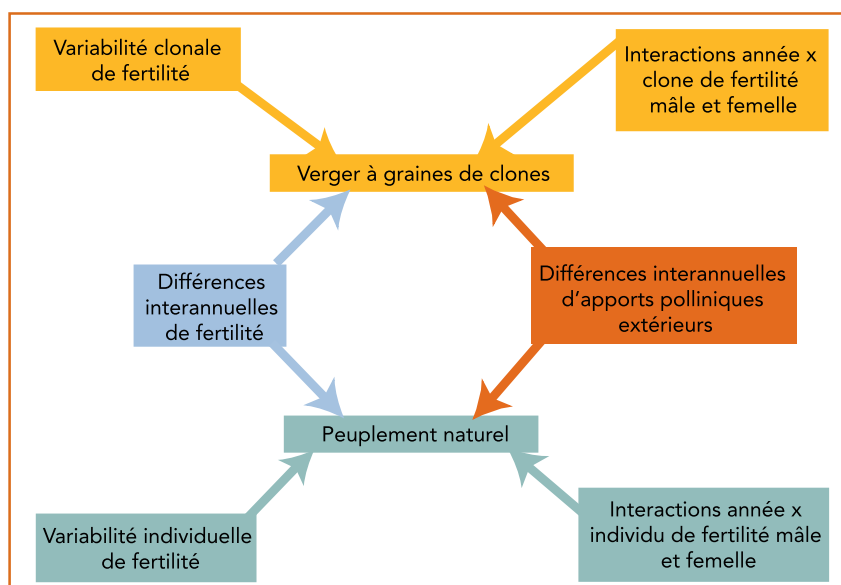 Variabilité clonale
de fertilité
Interactions année x
clone de fertilité
mâle et femelle
Verger à graines de clones
Différences
interannuelles
de fertilité
Différences interannuelles
d’apports polliniques
extérieurs
Peuplement naturel
Variabilité individuelle
de fertilité
Interactions année x
individu de fertilité mâle
et femelle